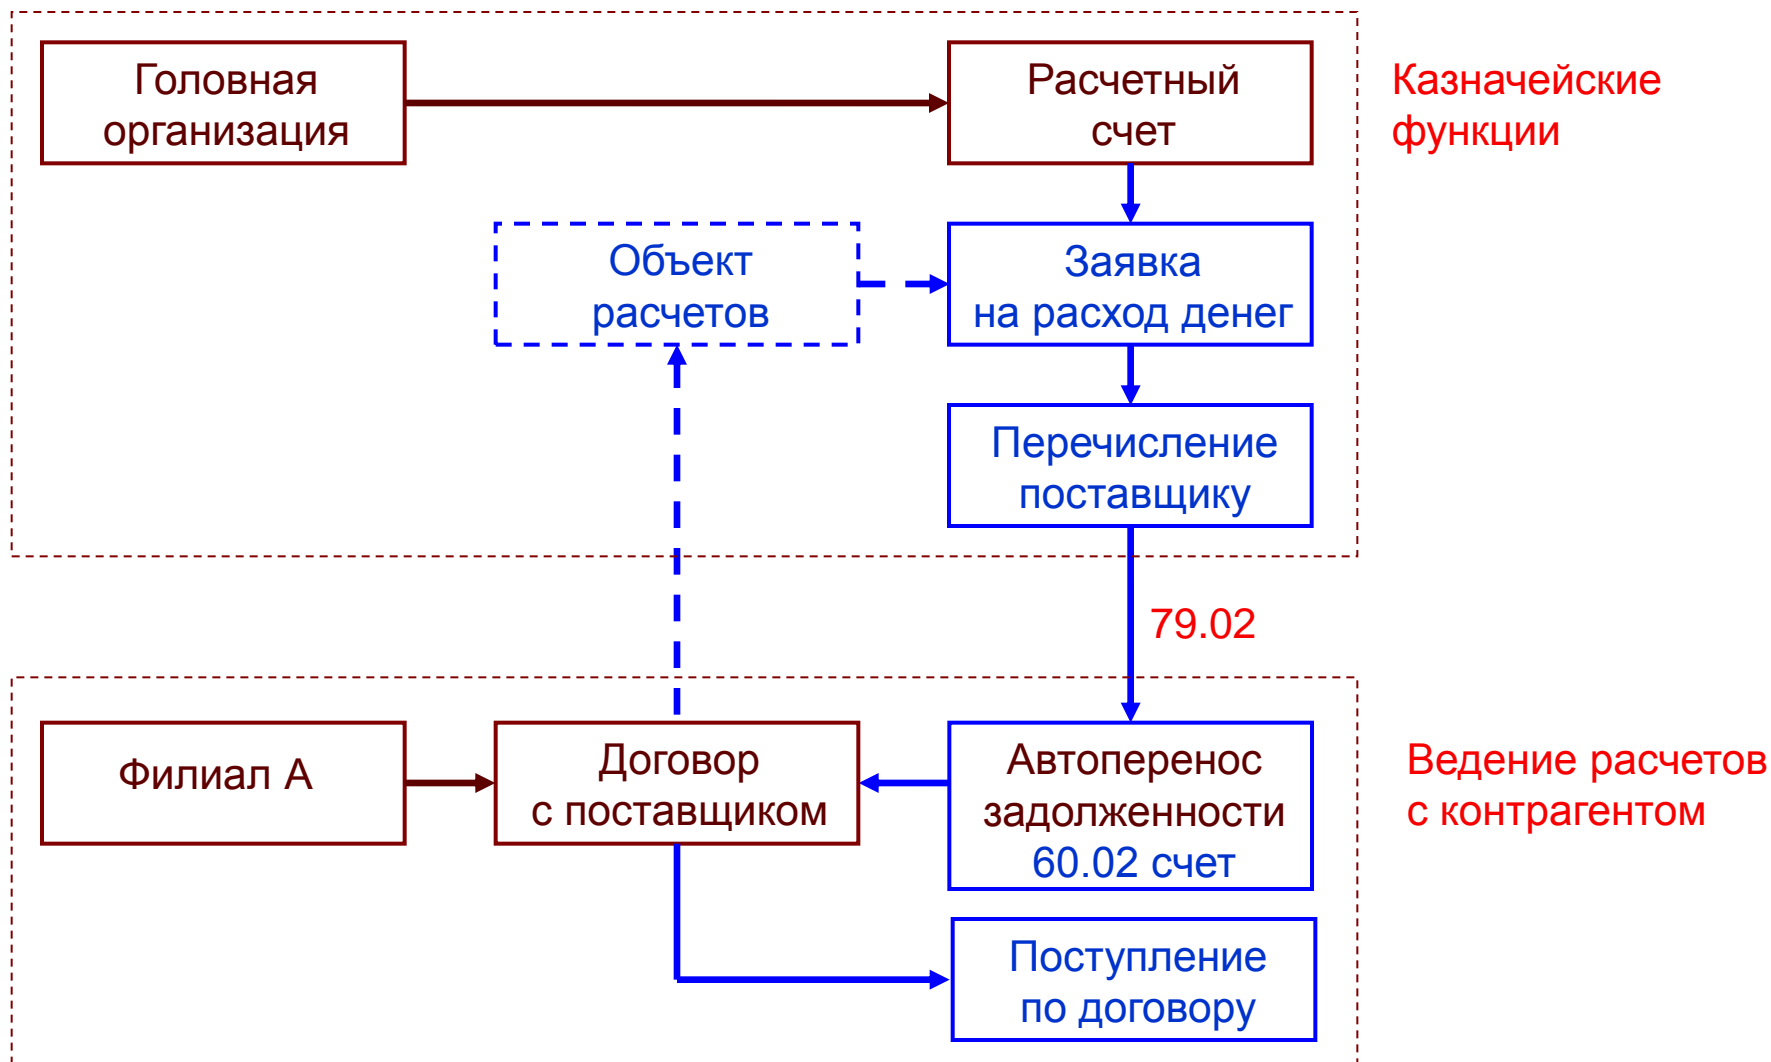 Головная
организация
Расчетный
счет
Казначейские
функции
Объект
расчетов
Заявка
на расход денег
Перечисление
поставщику
79.02
Филиал А
Договор
с поставщиком
Автоперенос
задолженности
60.02 счет
Ведение расчетов
с контрагентом
Поступление
по договору